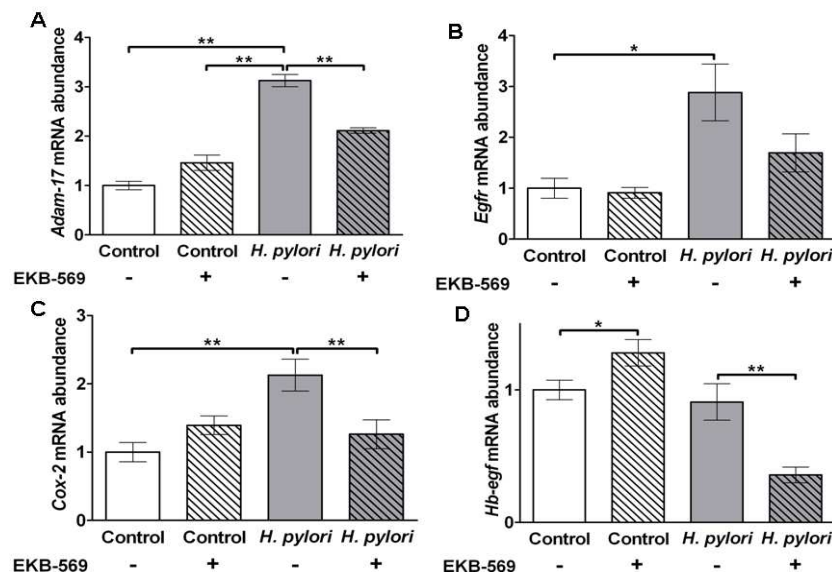 A
Adam-17 mRNA abundance
4
3
2
1
0
** 
** **
Control Control H. pylori H. pylori
EKB-569 - + - +
B
Egfr mRNA abundance
4
3
2
1
0
*
Control Control H. pylori H. pylori
EKB-569 - + - +
C
Cox-2 mRNA abundance
3
2
1
0
** **
Control Control H. pylori H. pylori
EKB-569 - + - +
D
Hb-egf mRNA abundance
1
0
*
**
Control Control H. pylori H. pylori
EKB-569 - + - +